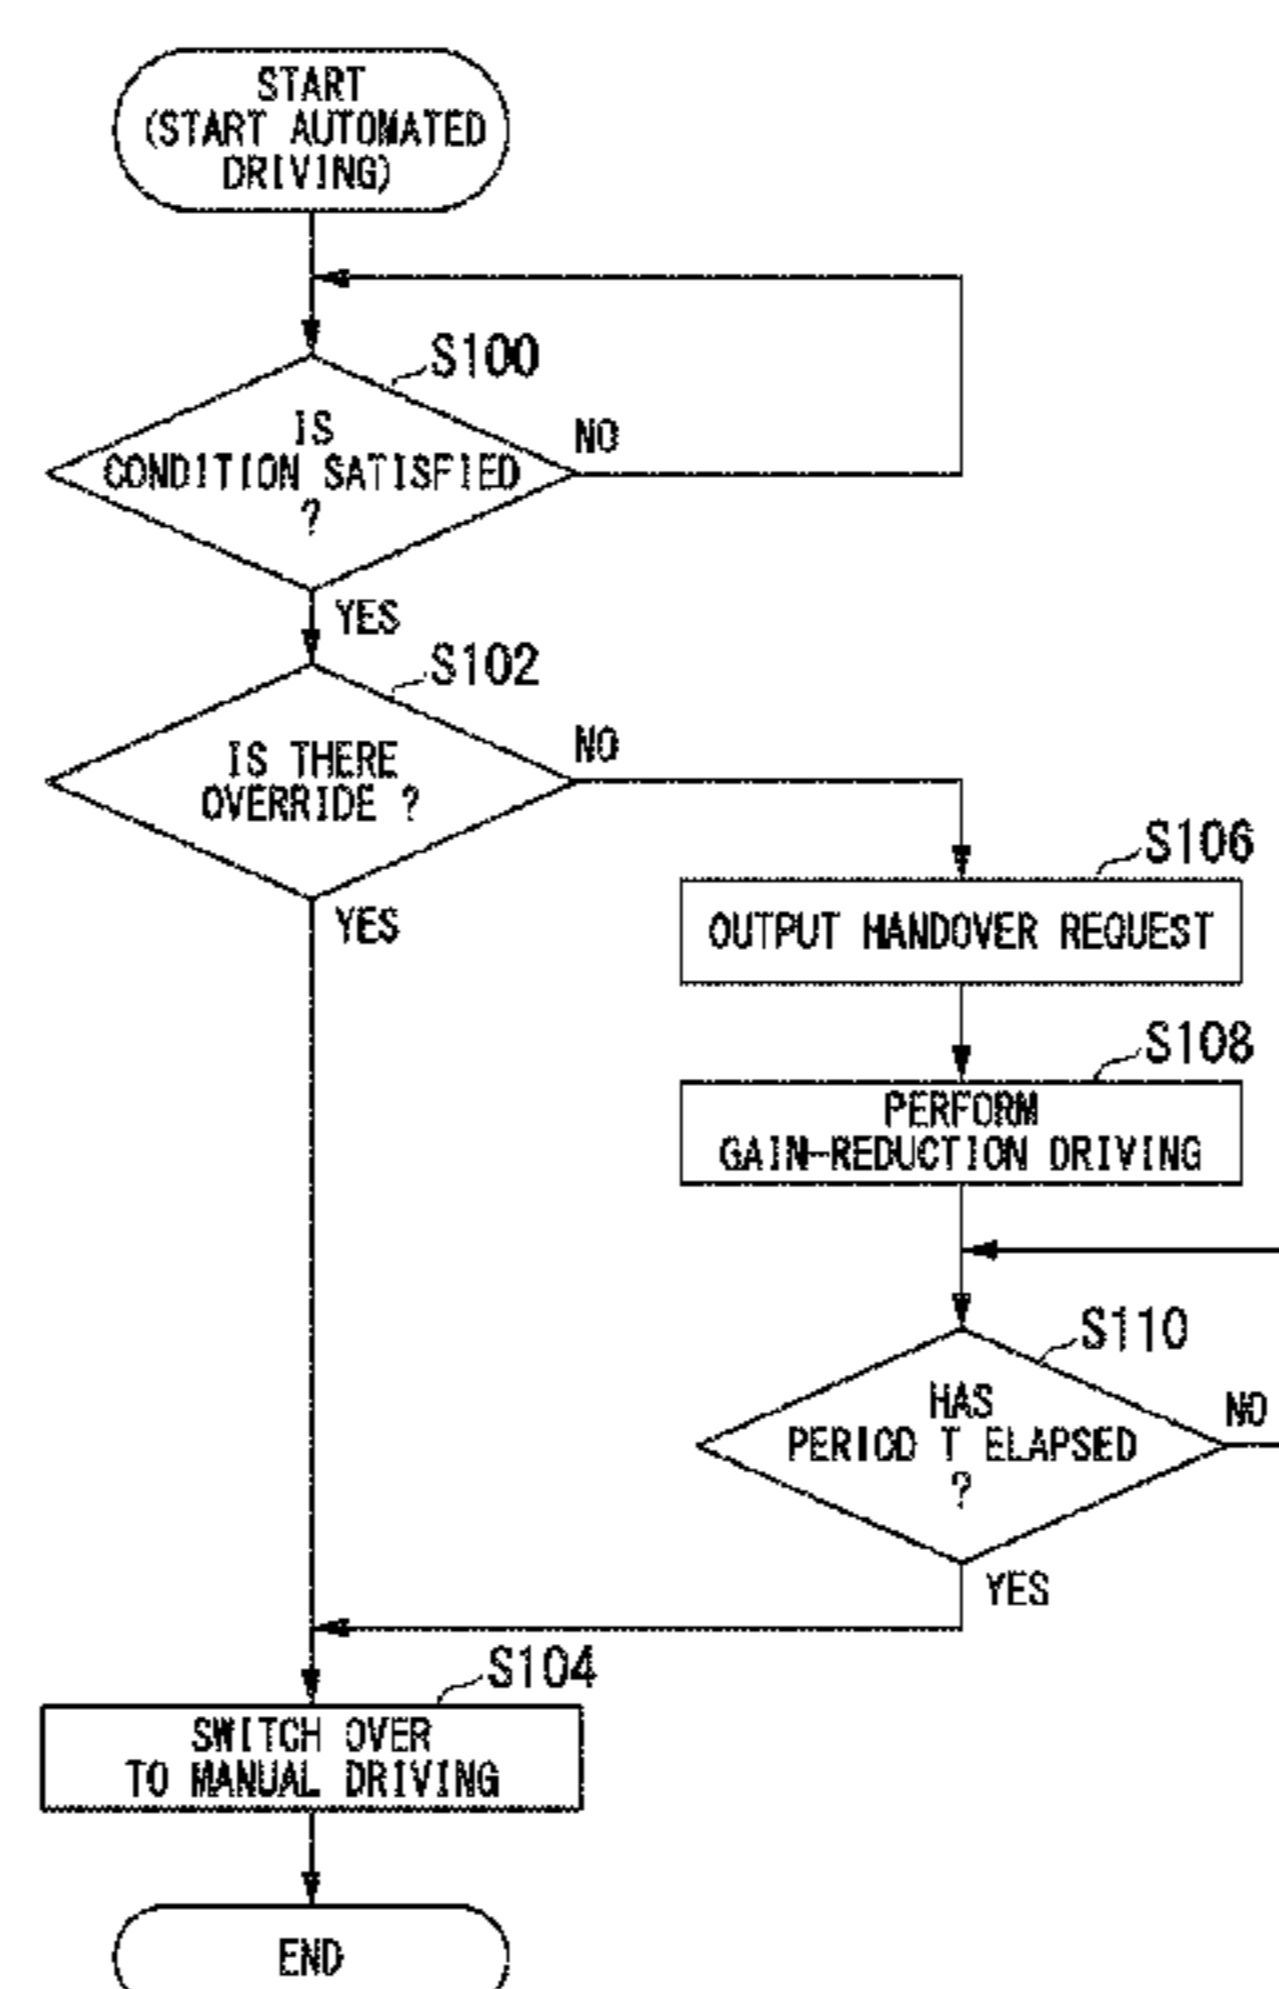 START
(START AUTOMATED
DRIVING)
S100
IS
CONDITION SATISFIED
?
NO
YES
S102
IS THERE
OVERRIDE ?
NO
YES
S106
OUTPUT HANDOVER REQUEST
S108
PERFORM
GAIN-REDUCTION DRIVING
S110
HAS
PERIOD T ELAPSED
?
NO
YES
S104
SWITCH OVER
TO MANUAL DRIVING
END